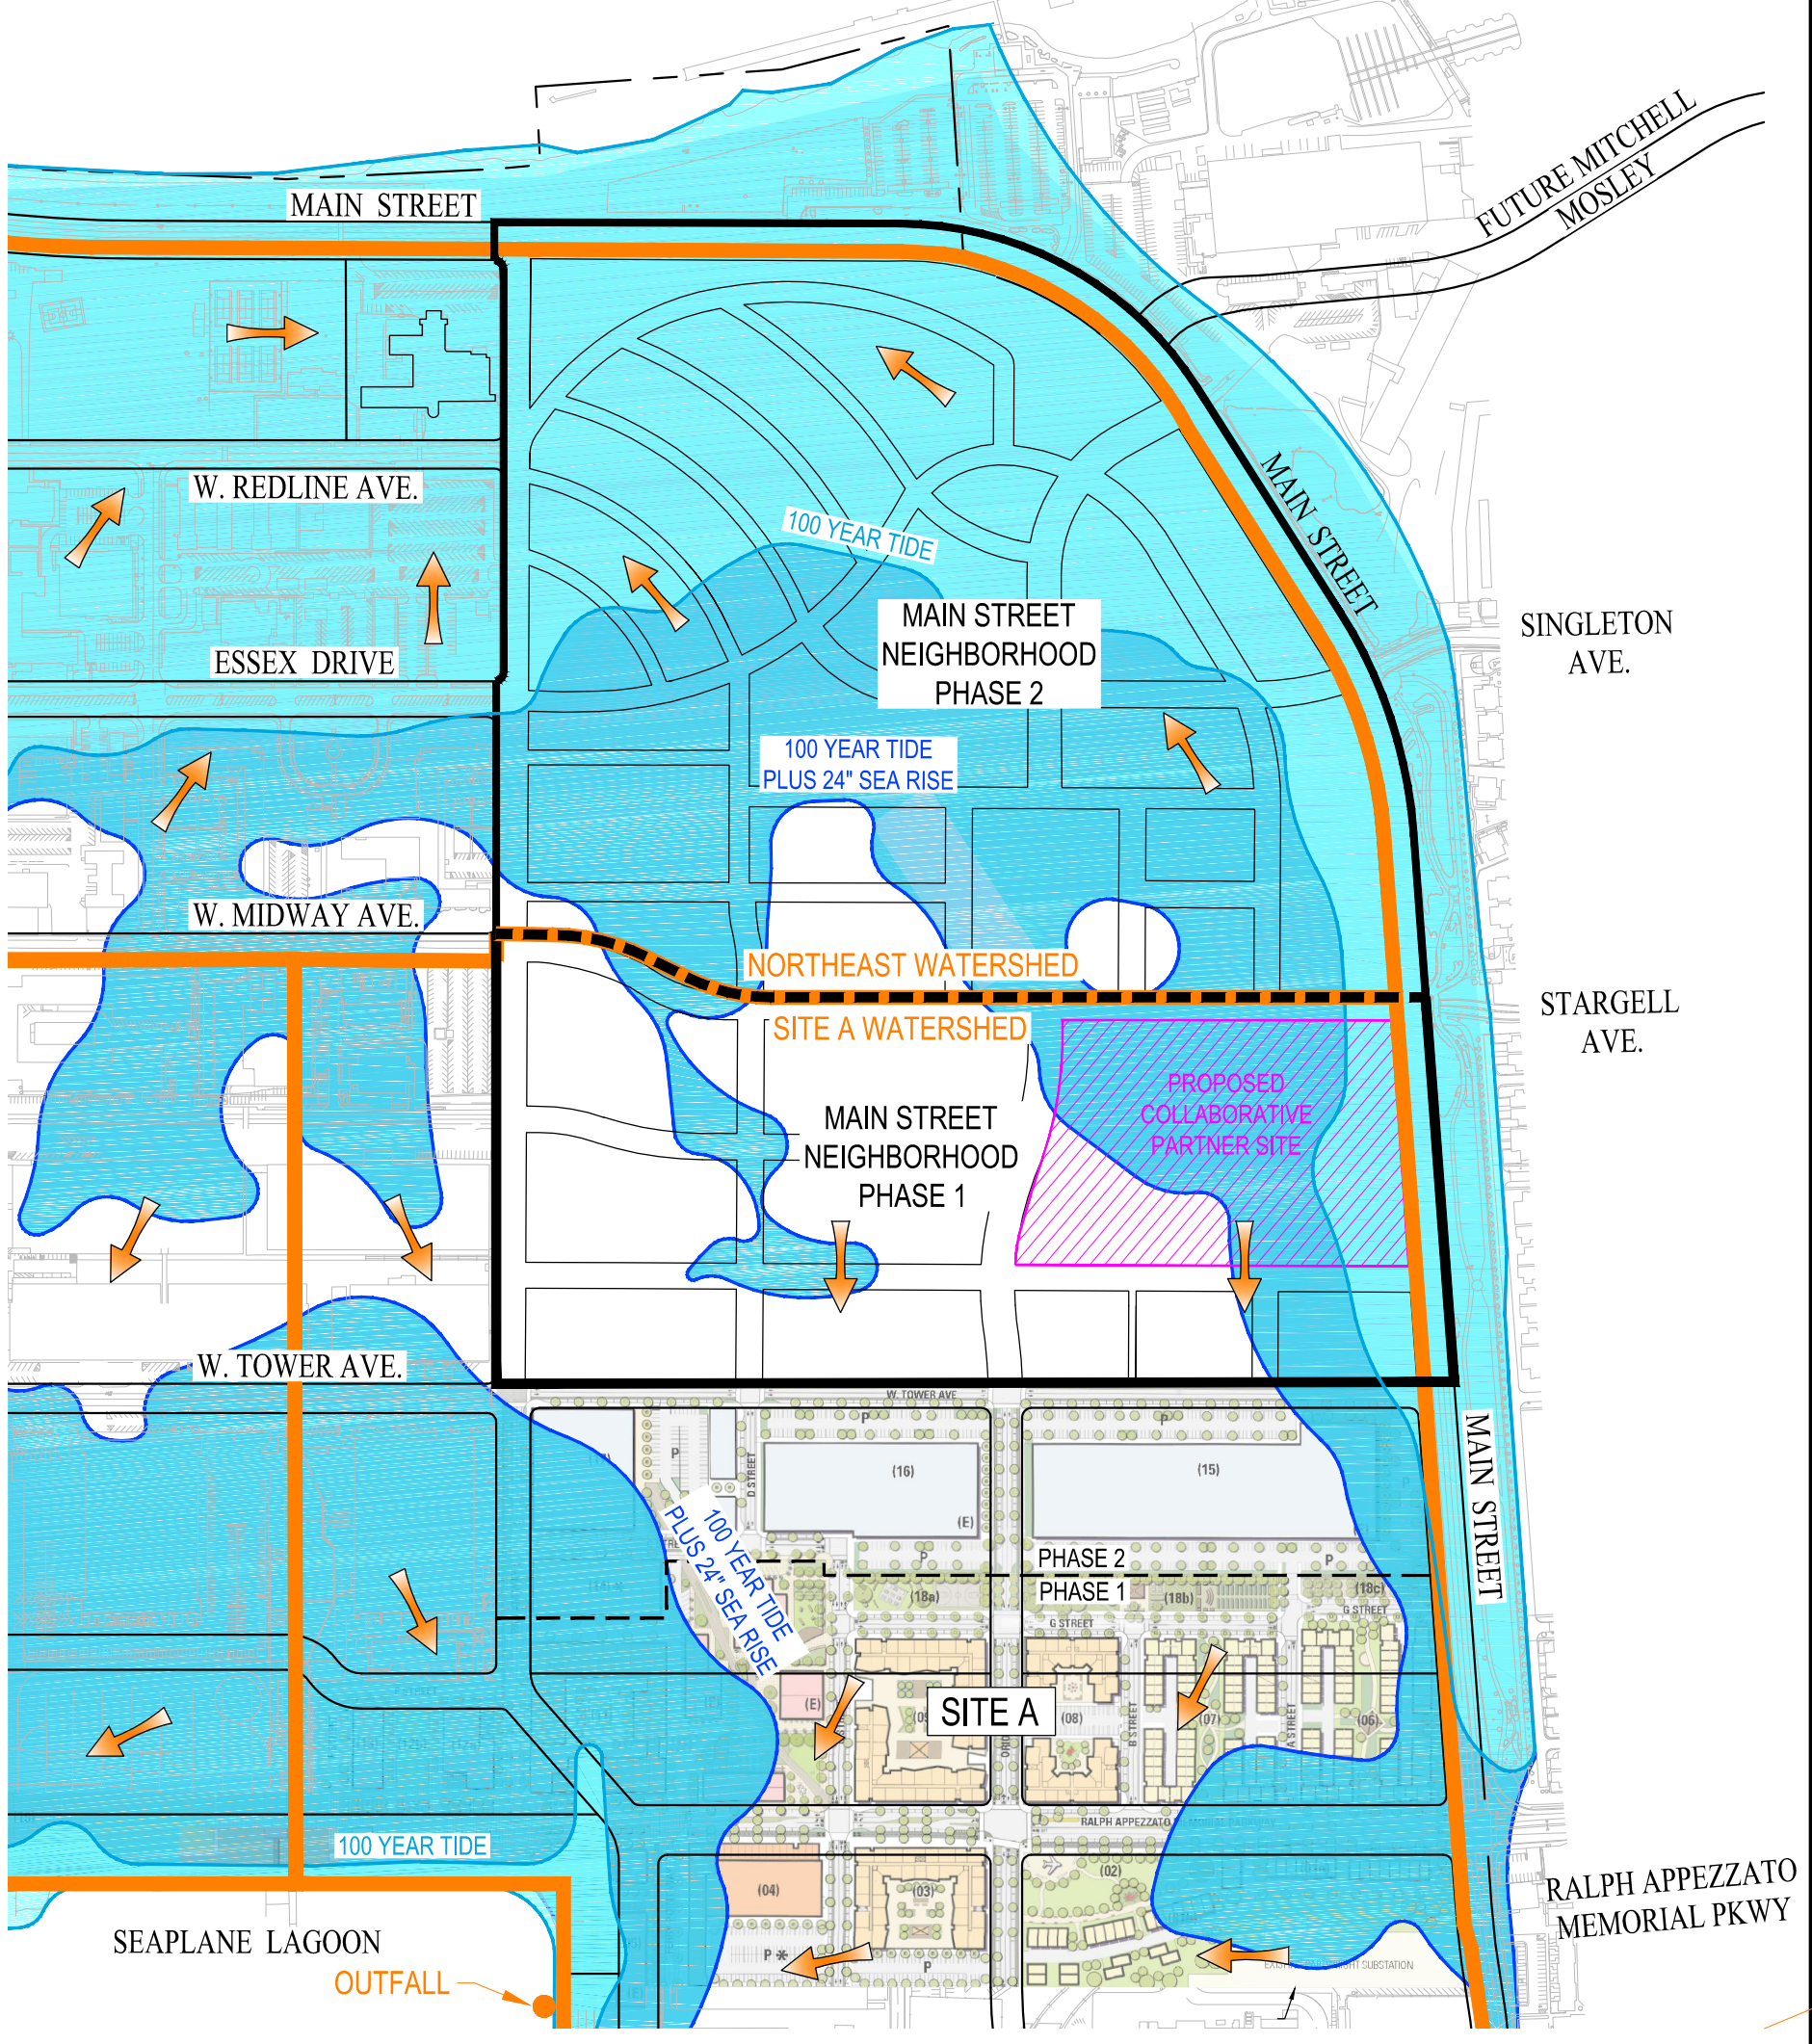 FUTURE MITCHELL
MOSLEY
MAIN STREET
W. REDLINE AVE.
MAIN STREET
100 YEAR TIDE
MAIN STREET
NEIGHBORHOOD
PHASE 2
SINGLETON
AVE.
ESSEX DRIVE
100 YEAR TIDE
PLUS 24" SEA RISE
W. MIDWAY AVE.
NORTHEAST WATERSHED
SITE A WATERSHED
STARGELL
AVE.
PROPOSED
COLLABORATIVE
PARTNER SITE
MAIN STREET
NEIGHBORHOOD
PHASE 1
W. TOWER AVE.
W. TOWER AVE
P
P
P
D STREET
(16)
(15)
(E)
MAIN STREET
100 YEAR TIDE
PLUS 24" SEA RISE
P
P
PHASE 2
PHASE 1
(18a)
(18b)
(18c)
G STREET
G STREET
(E)
SITE A
(08)
B STREET
(07)
A STREET
(06)
RALPH APPEZZATO
100 YEAR TIDE
(04)
(03)
(02)
RALPH APPEZZATO
MEMORIAL PKWY
SEAPLANE LAGOON
P *
P
OUTFALL